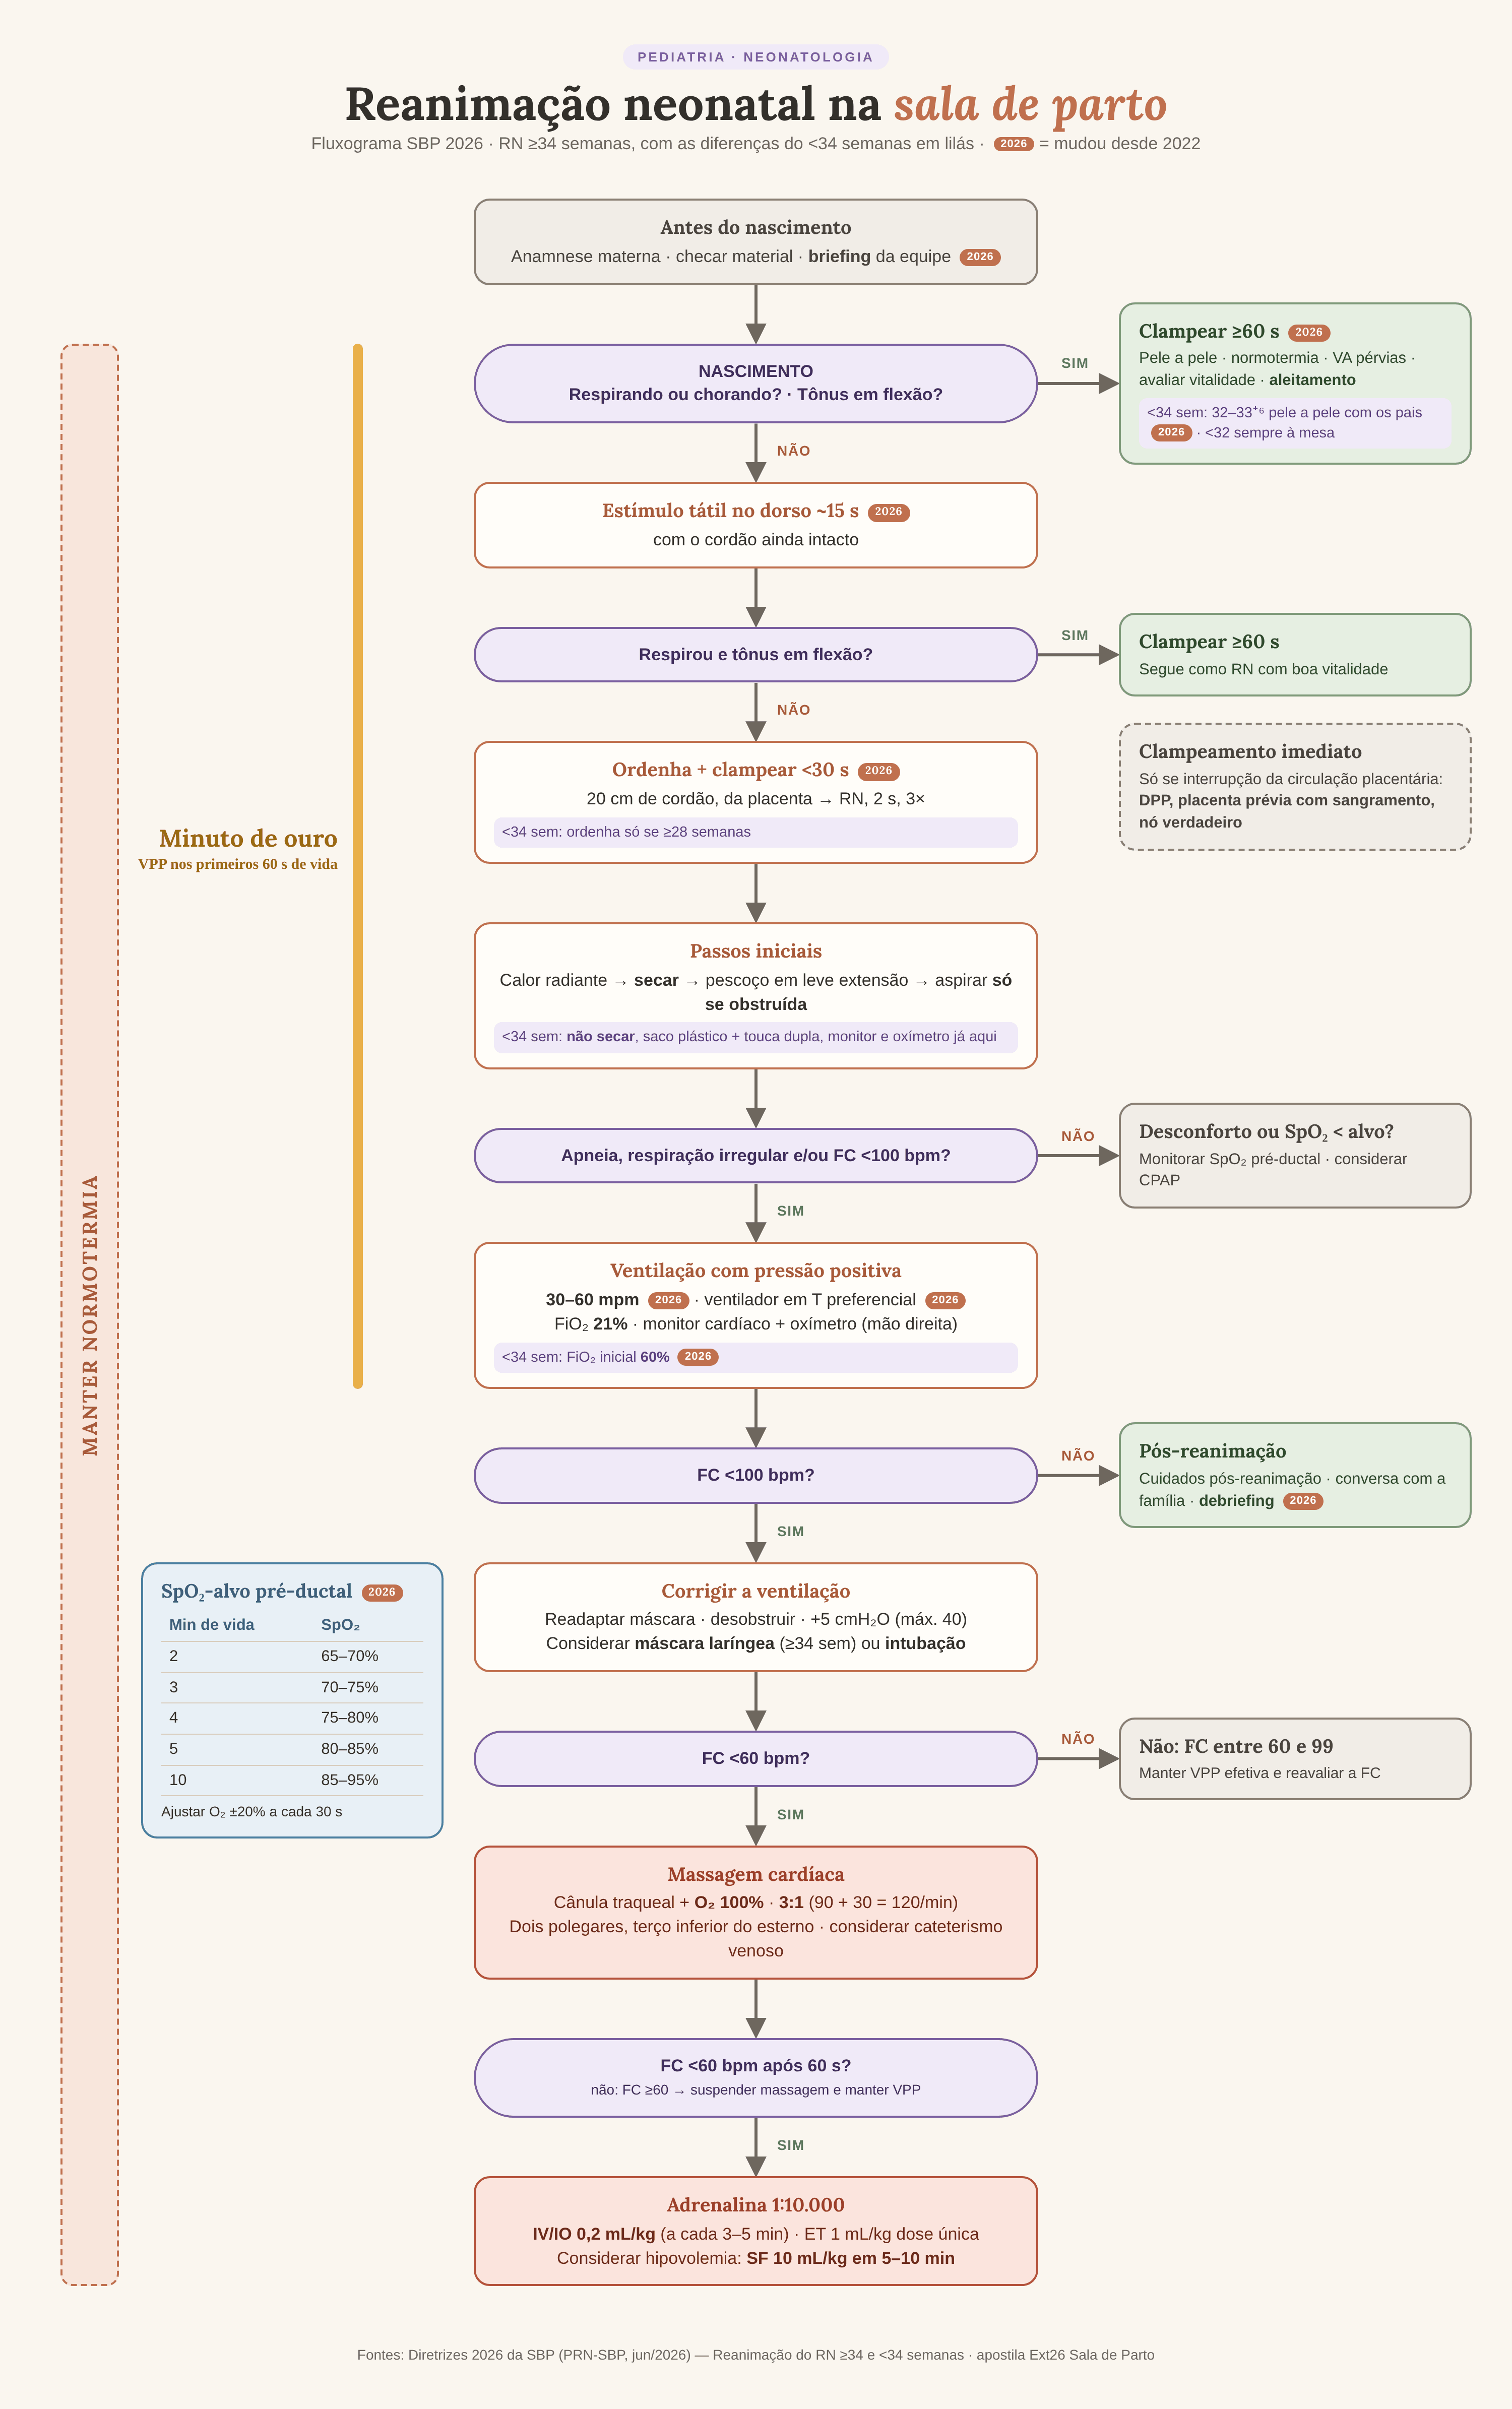 PEDIATRIA · NEONATOLOGIA
Reanimação neonatal na sala de parto
Fluxograma SBP 2026 · RN ≥34 semanas, com as diferenças do <34 semanas em lilás · 2026 = mudou desde 2022
Antes do nascimento
Anamnese materna · checar material · briefing da equipe 2026
NASCIMENTO
Respirando ou chorando? · Tônus em flexão?
SIM
Clampear ≥60 s 2026
Pele a pele · normotermia · VA pérvias ·
avaliar vitalidade · aleitamento
<34 sem: 32–33⁺⁶ pele a pele com os pais
2026 · <32 sempre à mesa
NÃO
Estímulo tátil no dorso ~15 s 2026
com o cordão ainda intacto
Respirou e tônus em flexão?
SIM
Clampear ≥60 s
Segue como RN com boa vitalidade
NÃO
Clampeamento imediato
Só se interrupção da circulação placentária:
DPP, placenta prévia com sangramento,
nó verdadeiro
Ordenha + clampear <30 s 2026
20 cm de cordão, da placenta → RN, 2 s, 3×
<34 sem: ordenha só se ≥28 semanas
Minuto de ouro
VPP nos primeiros 60 s de vida
Passos iniciais
Calor radiante → secar → pescoço em leve extensão → aspirar só
se obstruída
<34 sem: não secar, saco plástico + touca dupla, monitor e oxímetro já aqui
Apneia, respiração irregular e/ou FC <100 bpm?
NÃO
Desconforto ou SpO₂ < alvo?
Monitorar SpO₂ pré-ductal · considerar
CPAP
SIM
MANTER NORMOTERMIA
Ventilação com pressão positiva
30–60 mpm 2026 · ventilador em T preferencial 2026
FiO₂ 21% · monitor cardíaco + oxímetro (mão direita)
<34 sem: FiO₂ inicial 60% 2026
FC <100 bpm?
NÃO
Pós-reanimação
Cuidados pós-reanimação · conversa com a
família · debriefing 2026
SIM
SpO₂-alvo pré-ductal 2026
Min de vida SpO₂
2 65–70%
3 70–75%
4 75–80%
5 80–85%
10 85–95%
Ajustar O₂ ±20% a cada 30 s
Corrigir a ventilação
Readaptar máscara · desobstruir · +5 cmH₂O (máx. 40)
Considerar máscara laríngea (≥34 sem) ou intubação
FC <60 bpm?
NÃO
Não: FC entre 60 e 99
Manter VPP efetiva e reavaliar a FC
SIM
Massagem cardíaca
Cânula traqueal + O₂ 100% · 3:1 (90 + 30 = 120/min)
Dois polegares, terço inferior do esterno · considerar cateterismo
venoso
FC <60 bpm após 60 s?
não: FC ≥60 → suspender massagem e manter VPP
SIM
Adrenalina 1:10.000
IV/IO 0,2 mL/kg (a cada 3–5 min) · ET 1 mL/kg dose única
Considerar hipovolemia: SF 10 mL/kg em 5–10 min
Fontes: Diretrizes 2026 da SBP (PRN-SBP, jun/2026) — Reanimação do RN ≥34 e <34 semanas · apostila Ext26 Sala de Parto